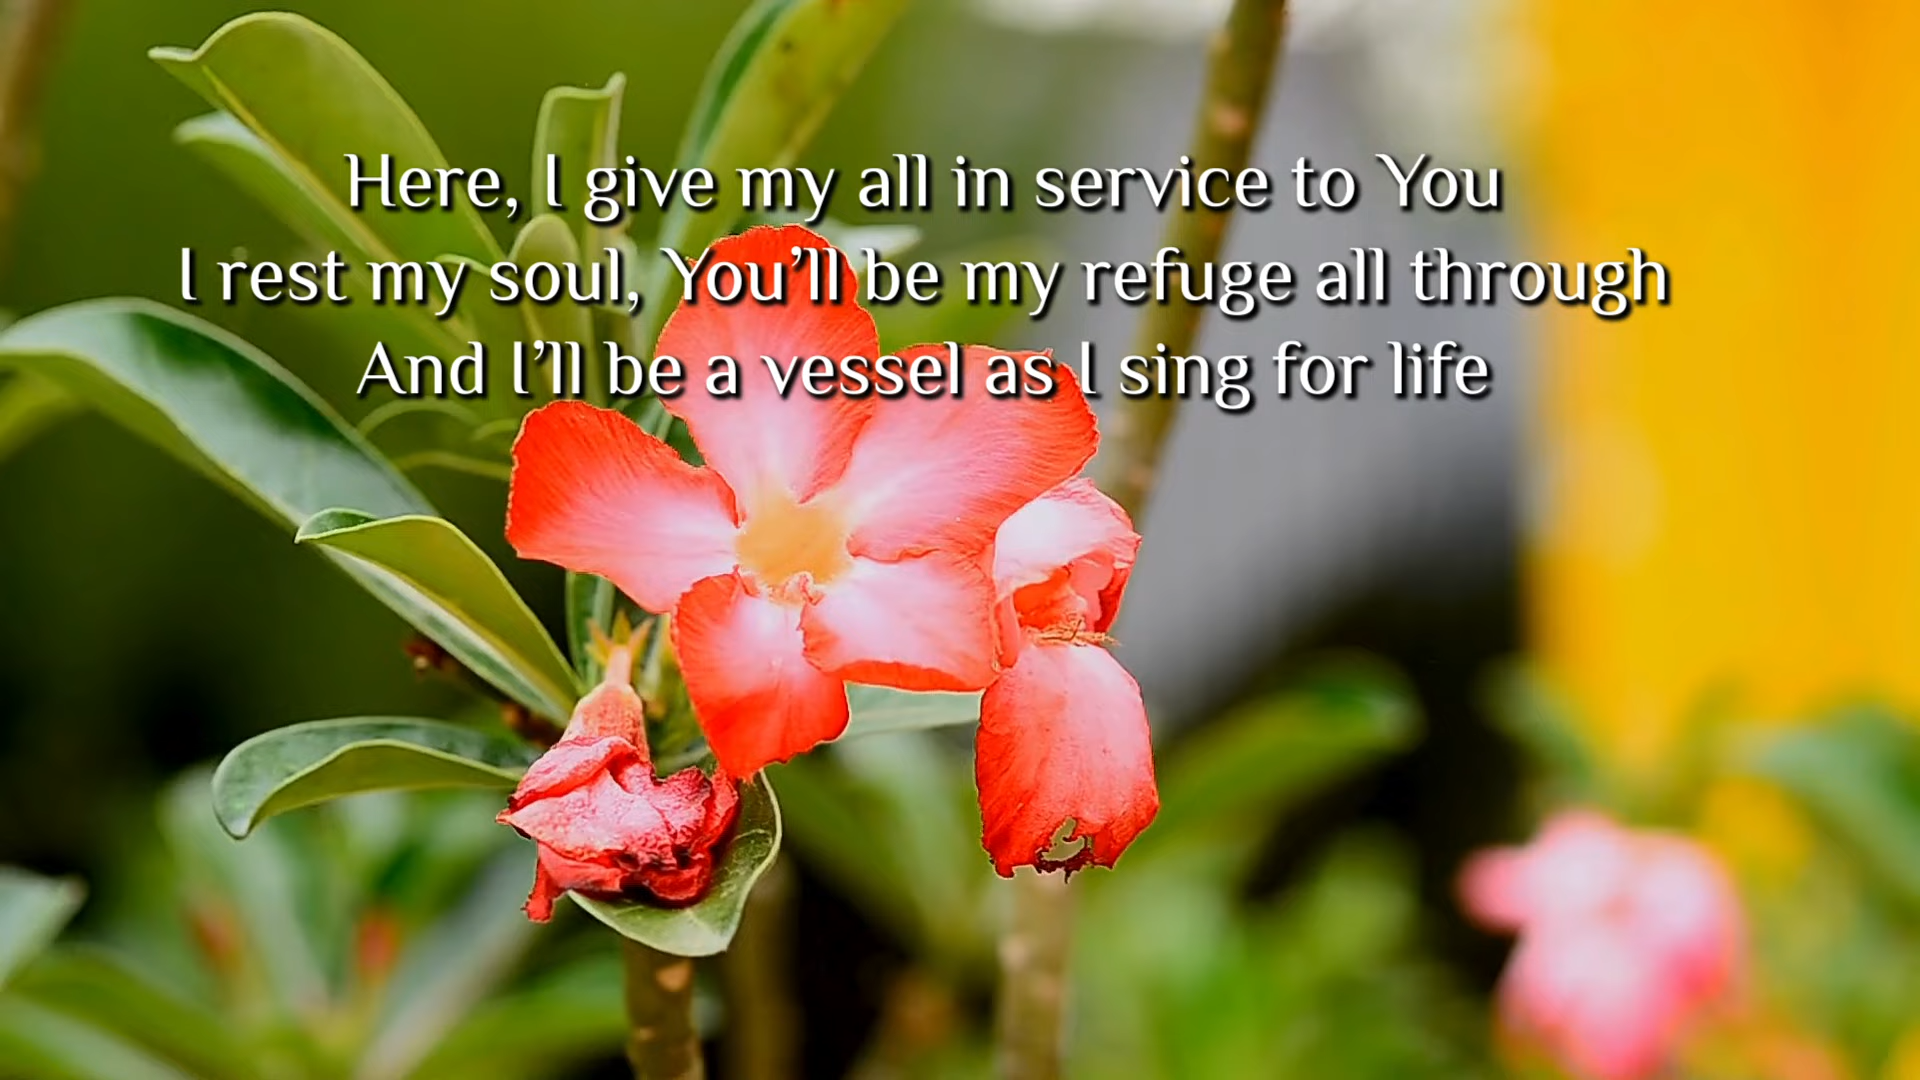 Here, I give my all in service to You
I rest my soul, You’ll be my refuge all through
And I’ll be a vessel as I sing for life